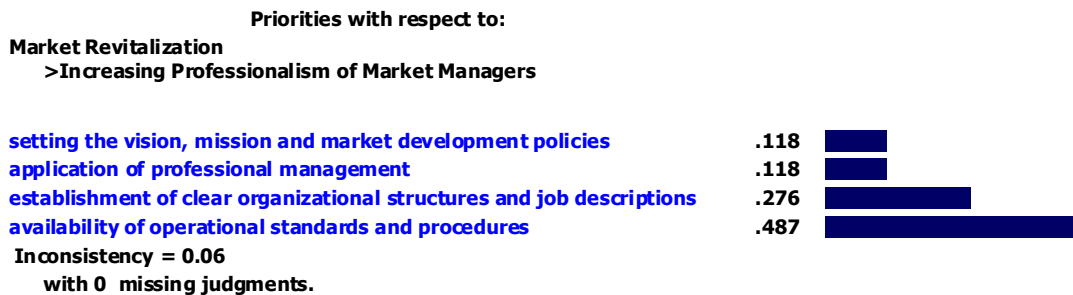 Priorities with respect to:
Market Revitalization
>Increasing Professionalism of Market Managers
setting the vision, mission and market development policies .118
application of professional management .118
establishment of clear organizational structures and job descriptions .276
availability of operational standards and procedures .487
Inconsistency = 0.06
with 0 missing judgments.